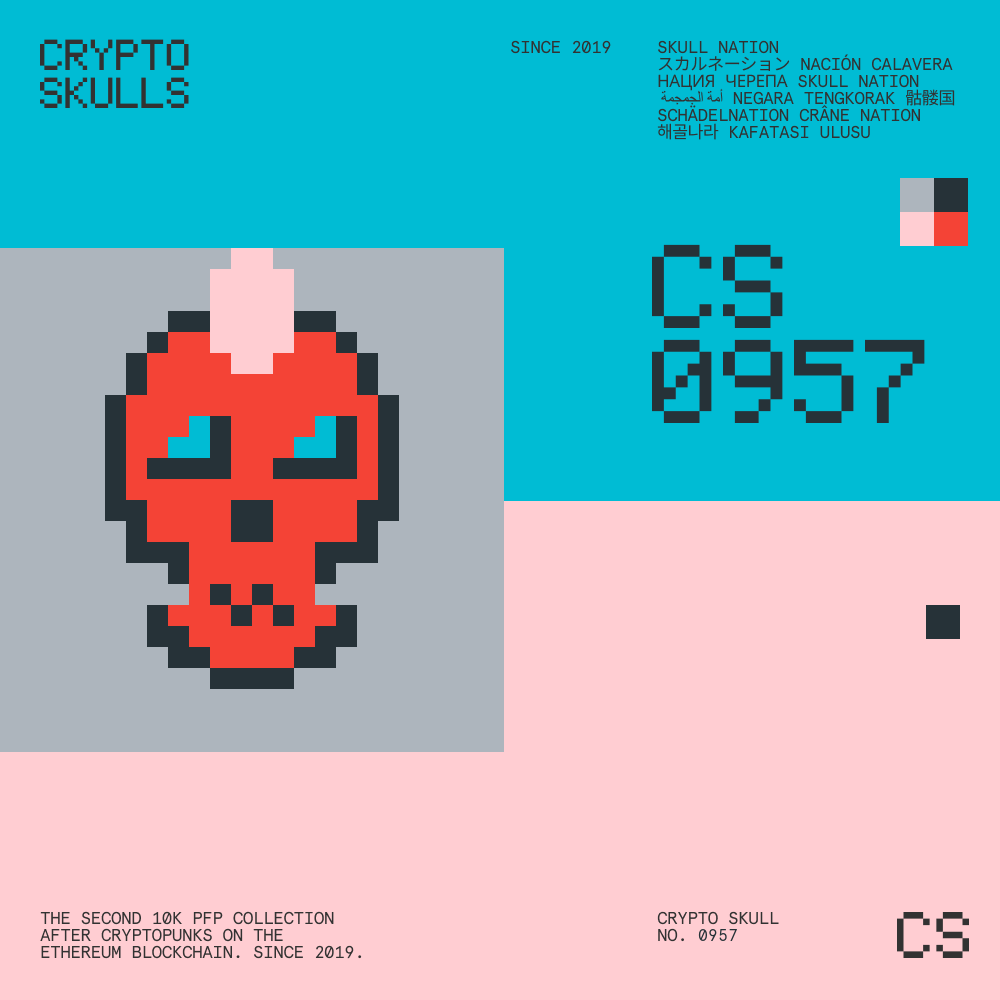 CRYPTO
SKULLS
SINCE 2019
SKULL NATION
スカルネーション NACIÓN CALAVERA
НАЦИЯ ЧЕРЕПА SKULL NATION
أمة الجمجمة NEGARA TENGKORAK 骷髅国
SCHÄDELNATION CRÂNE NATION
해골나라 KAFATASI ULUSU
CS
0957
THE SECOND 10K PFP COLLECTION
AFTER CRYPTOPUNKS ON THE
ETHEREUM BLOCKCHAIN. SINCE 2019.
CRYPTO SKULL
NO. 0957
CS